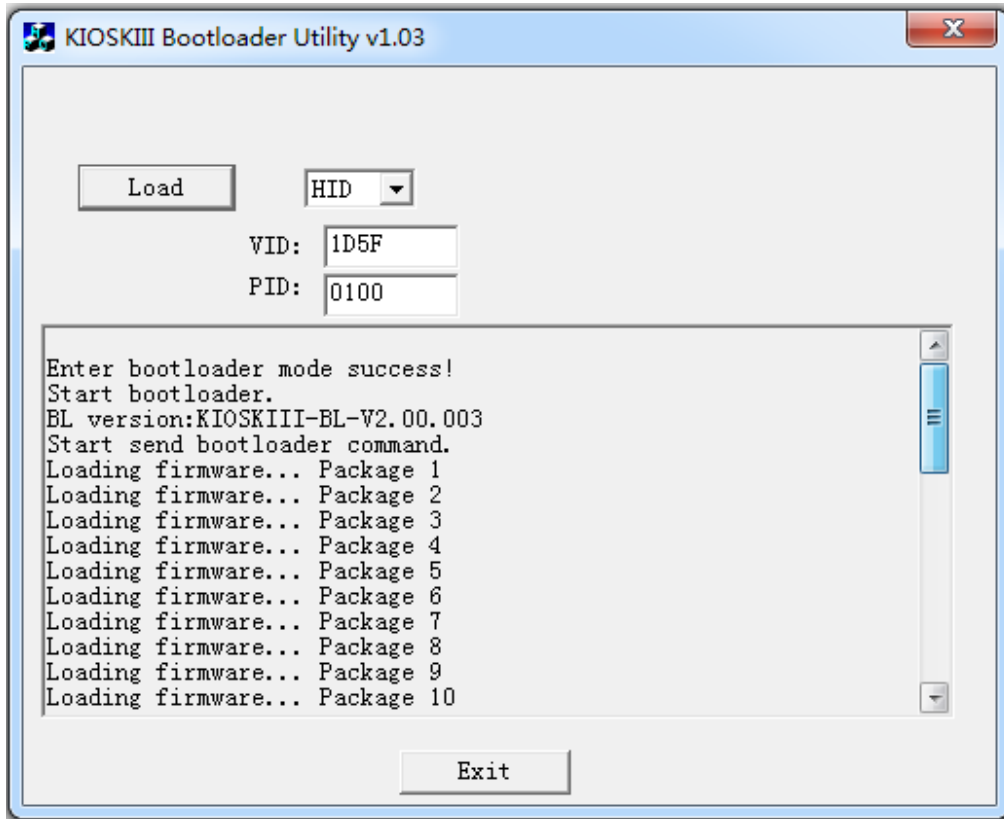 KIOSKIII Bootloader Utility v1.03
Load
HID
VID: 1D5F
PID: 0100
Enter bootloader mode success!
Start bootloader.
BL version:KIOSKIII-BL-V2.00.003
Start send bootloader command.
Loading firmware... Package 1
Loading firmware... Package 2
Loading firmware... Package 3
Loading firmware... Package 4
Loading firmware... Package 5
Loading firmware... Package 6
Loading firmware... Package 7
Loading firmware... Package 8
Loading firmware... Package 9
Loading firmware... Package 10
Exit